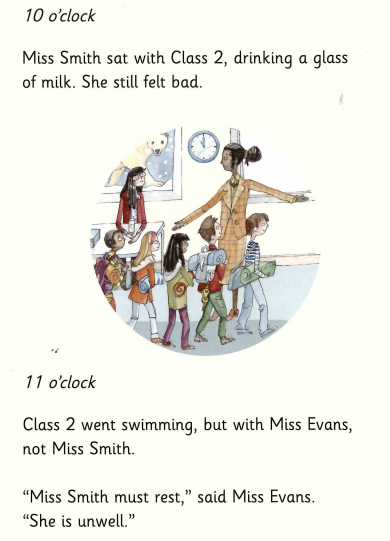 10 o'clock
Miss Smith sat with Class 2, drinking a glass
of milk. She still felt bad.
11 o'clock
Class 2 went swimming, but with Miss Evans,
not Miss Smith.
“Miss Smith must rest,” said Miss Evans.
“She is unwell.”